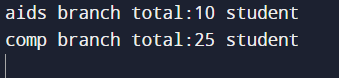 aids branch total:10 student
comp branch total:25 student